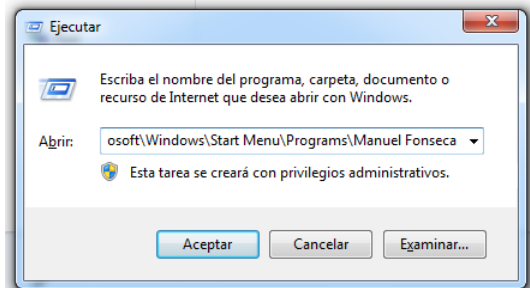 Ejecutar
Escriba el nombre del programa, carpeta, documento o
recurso de Internet que desea abrir con Windows.
Abrir: osoft\Windows\Start Menu\Programs\Manuel Fonseca
Esta tarea se creará con privilegios administrativos.
Aceptar Cancelar Examinar...